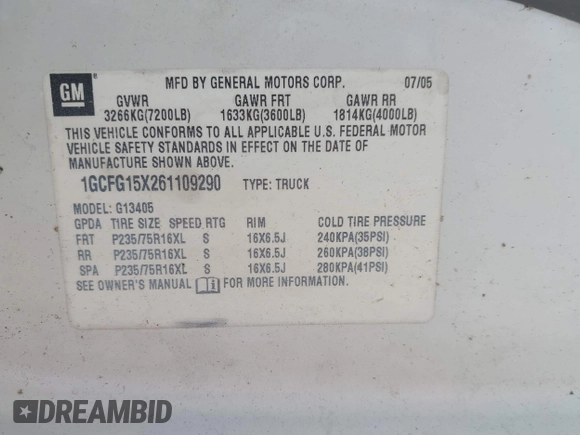 GM
MFD BY GENERAL MOTORS CORP. 07/05
GVWR GAWR FRT GAWR RR
3266KG(7200LB) 1633KG(3600LB) 1814KG(4000LB)
THIS VEHICLE CONFORMS TO ALL APPLICABLE U.S. FEDERAL MOTOR
VEHICLE SAFETY STANDARDS IN EFFECT ON THE DATE OF
MANUFACTURE SHOWN ABOVE.
1GCFG15X261109290 TYPE: TRUCK
MODEL: G13405
GPDA TIRE SIZE SPEED RTG RIM COLD TIRE PRESSURE
FRT P235/75R16XL S 16X6.5J 240KPA(35PSI)
RR P235/75R16XL S 16X6.5J 260KPA(38PSI)
SPA P235/75R16XL S 16X6.5J 280KPA(41PSI)
SEE OWNER'S MANUAL FOR MORE INFORMATION.
DREAMBID